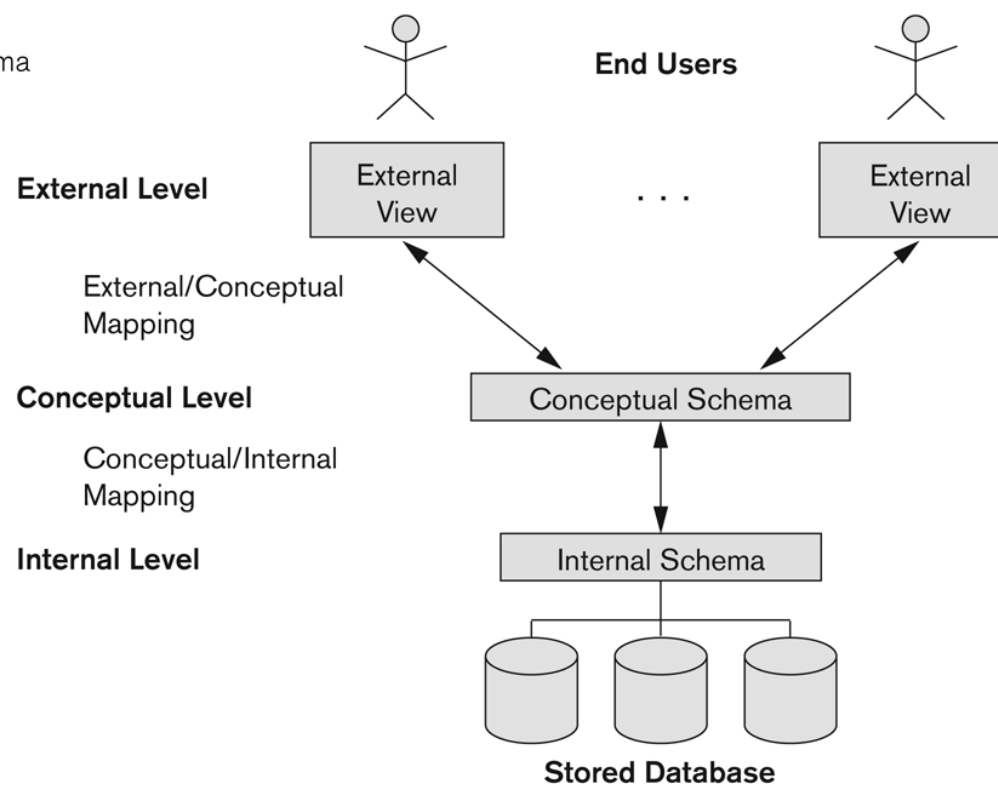 ma
End Users
External Level
External
View
. . .
External
View
External/Conceptual
Mapping
Conceptual Level
Conceptual Schema
Conceptual/Internal
Mapping
Internal Level
Internal Schema
Stored Database